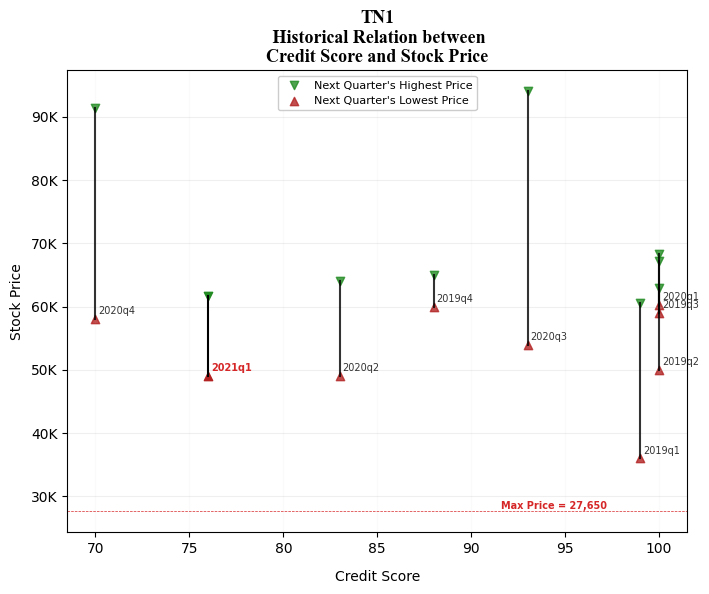 TN1
Historical Relation between
Credit Score and Stock Price
Next Quarter's Highest Price
Next Quarter's Lowest Price
90K
80K
70K
60K
50K
40K
30K
Stock Price
2020q4
2021q1
2020q2
2019q4
2020q3
2020q1
2019q3
2019q2
2019q1
Max Price = 27,650
70
75
80
85
90
95
100
Credit Score